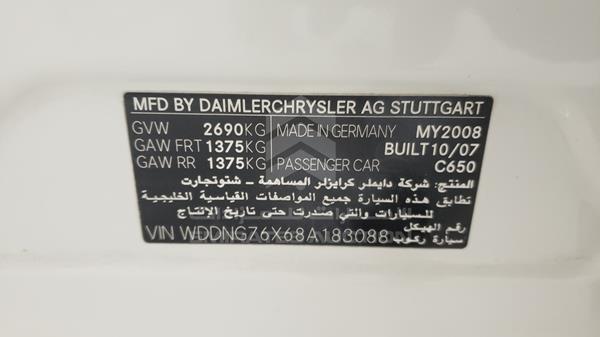 MFD BY DAIMLERCHRYSLER AG STUTTGART
GVW 2690KG MADE IN GERMANY MY2008
GAW FRT 1375KG BUILT 10/07
GAW RR 1375KG PASSENGER CAR C650
المنتج: شركة دايملر كرايزلر المساهمة – شتوتجارت
تطابق هذه السيارة جميع المواصفات القياسية الخليجية
للسيارات والتي صدرت حتى تاريخ الإنتاج
رقم الهيكل
سيارة ركوب
VIN WDDNG76X68A183088